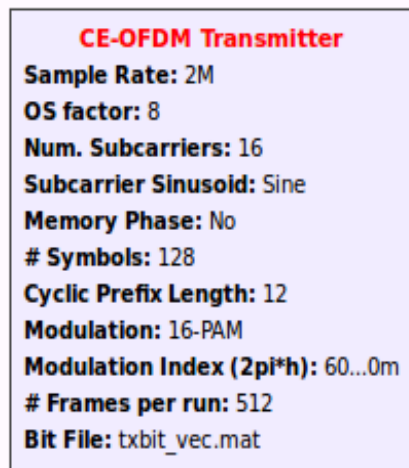 CE-OFDM Transmitter
Sample Rate: 2M
OS factor: 8
Num. Subcarriers: 16
Subcarrier Sinusoid: Sine
Memory Phase: No
# Symbols: 128
Cyclic Prefix Length: 12
Modulation: 16-PAM
Modulation Index (2pi*h): 60...0m
# Frames per run: 512
Bit File: txbit_vec.mat